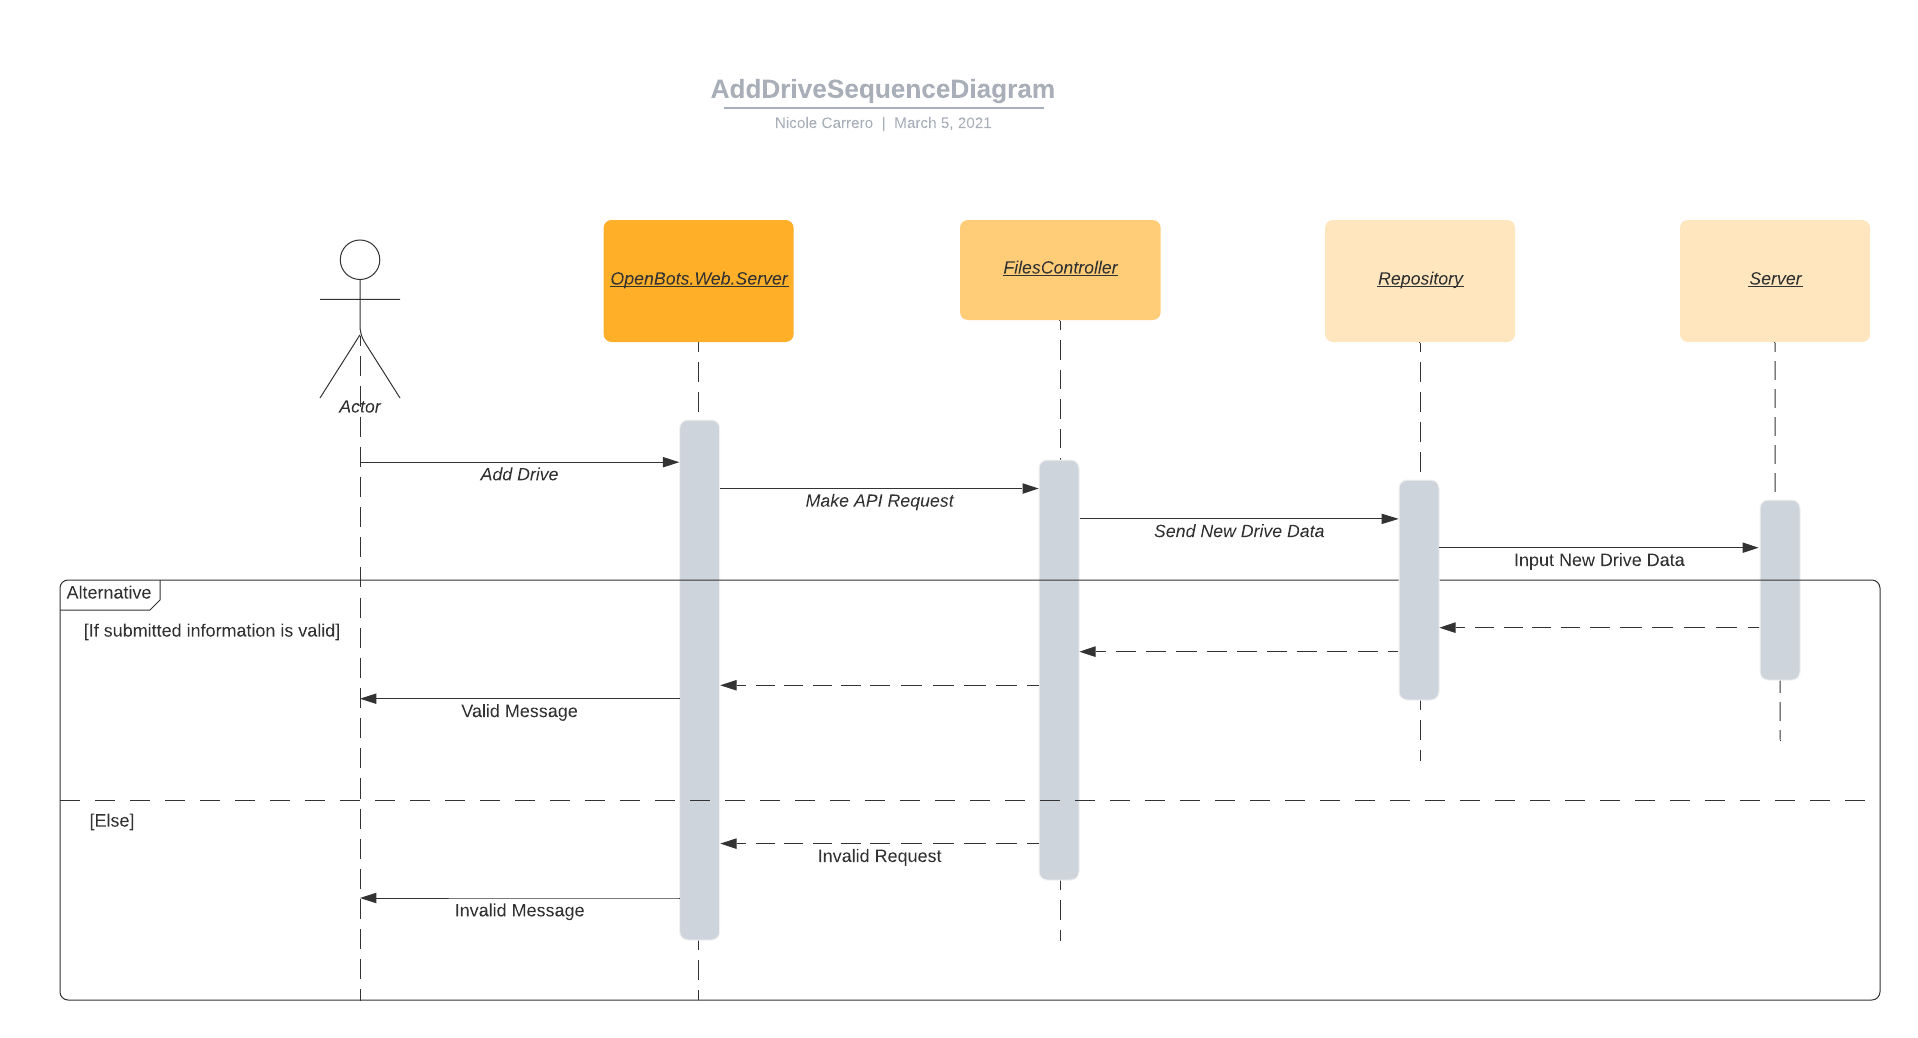 AddDriveSequenceDiagram
Nicole Carrero | March 5, 2021
OpenBots.Web.Server
FilesController
Repository
Server
Actor
Add Drive
Make API Request
Send New Drive Data
Input New Drive Data
Alternative
[If submitted information is valid]
Valid Message
[Else]
Invalid Request
Invalid Message